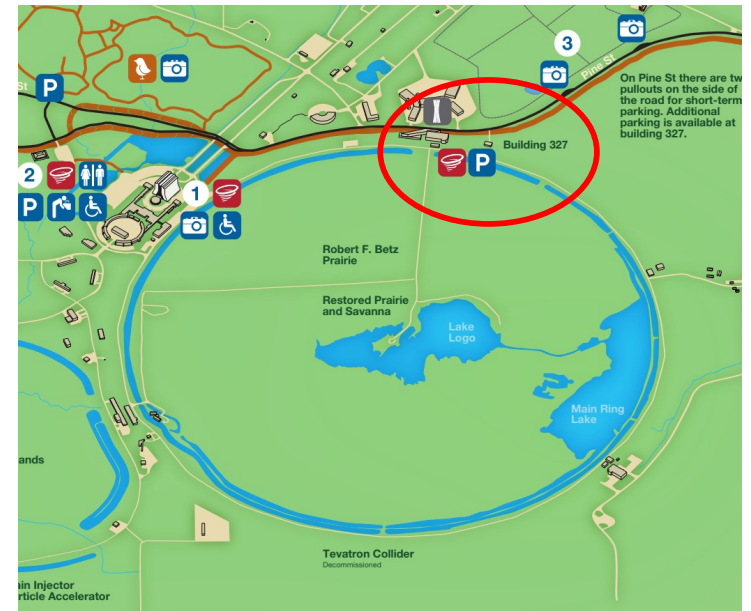 3
Pine St
On Pine St there are tw
pullouts on the side of
the road for short-term
parking. Additional
parking is available at
building 327.
St
P
Building 327
P
2
1
P
Robert F. Betz
Prairie
Restored Prairie
and Savanna
Lake
Logo
Main Ring
Lake
ands
Tevatron Collider
Decommissioned
ain Injector
rticle Accelerator